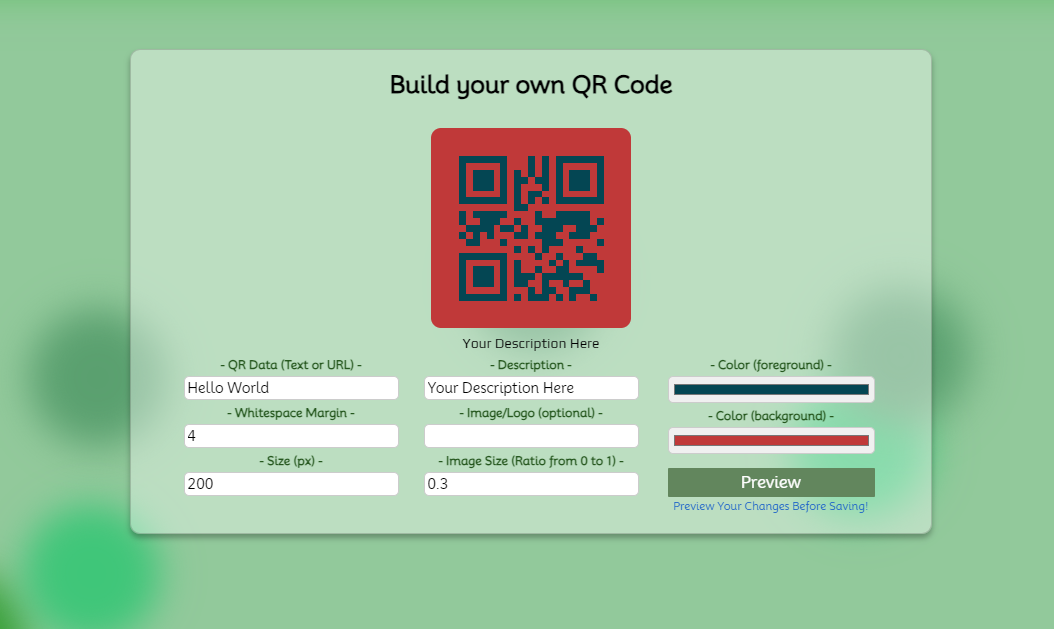 Build your own QR Code
Your Description Here
- QR Data (Text or URL) -
Hello World
- Whitespace Margin -
4
- Size (px) -
200
- Description -
Your Description Here
- Image/Logo (optional) -
- Image Size (Ratio from 0 to 1) -
0.3
- Color (foreground) -
- Color (background) -
Preview
Preview Your Changes Before Saving!